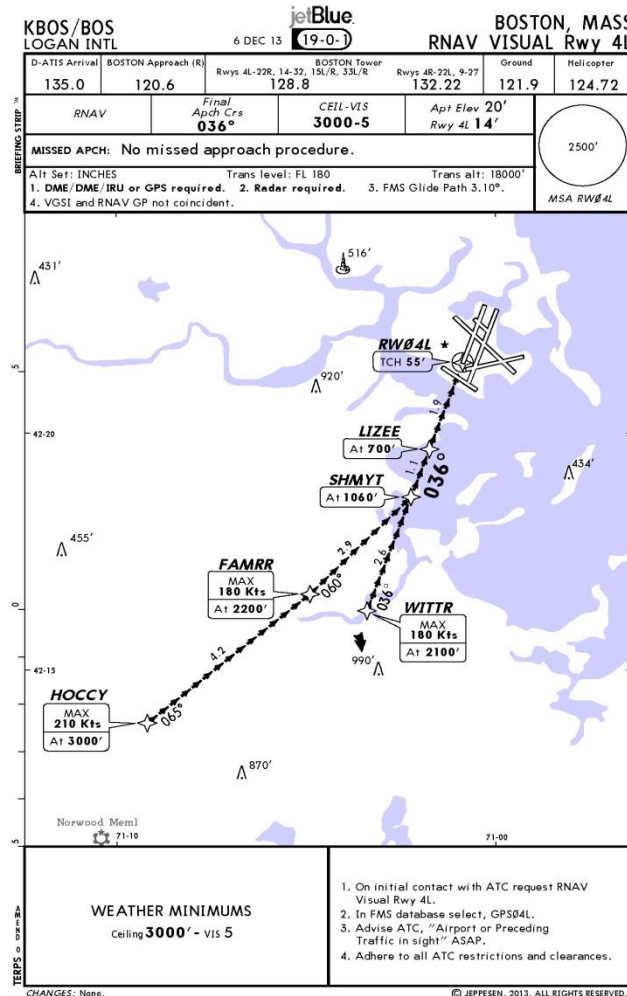 KBOS/BOS
LOGAN INTL
jetBlue
6 DEC 13 19-0-1
BOSTON, MASS
RNAV VISUAL Rwy 4L
D-ATIS Arrival
135.0
BOSTON Approach (R)
120.6
BOSTON Tower
Rwys 4L-22R, 14-32, 15L/R, 33L/R
128.8
Rwys 4R-22L, 9-27
132.22
Ground
121.9
Helicopter
124.72
BRIEFING STRIP TM
RNAV
Final
Apch Crs
036°
CEIL-VIS
3000-5
Apt Elev 20'
Rwy 4L 14'
MISSED APCH: No missed approach procedure.
Alt Set: INCHES Trans level: FL 180 Trans alt: 18000'
1. DME/DME/IRU or GPS required. 2. Radar required. 3. FMS Glide Path 3.10°.
4. VGSI and RNAV GP not coincident.
2500'
MSA RWØ4L
431'
516'
RWØ4L
TCH 55'
5
920'
1.9
42-20
LIZEE
At 700'
1.1
036°
434'
SHMYT
At 1060'
455'
2.9
2.6
FAMRR
MAX
180 Kts
At 2200'
060°
036°
WITTR
MAX
180 Kts
At 2100'
0
4.2
990'
42-15
HOCCY
MAX
210 Kts
At 3000'
065°
870'
Norwood Meml
71-10
71-00
5
WEATHER MINIMUMS
Ceiling 3000' - VIS 5
1. On initial contact with ATC request RNAV
Visual Rwy 4L.
2. In FMS database select, GPSØ4L.
3. Advise ATC, "Airport or Preceding
Traffic in sight" ASAP.
4. Adhere to all ATC restrictions and clearances.
TERPS AMEND 0
CHANGES: None.
© JEPPESEN, 2013. ALL RIGHTS RESERVED.